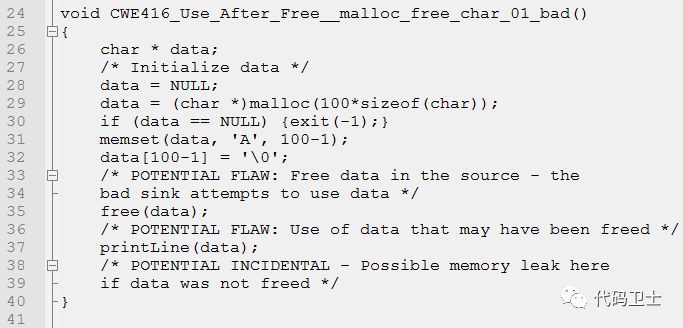 24 void CWE416_Use_After_Free__malloc_free_char_01_bad()
25 {
26 char * data;
27 /* Initialize data */
28 data = NULL;
29 data = (char *)malloc(100*sizeof(char));
30 if (data == NULL) {exit(-1);}
31 memset(data, 'A', 100-1);
32 data[100-1] = '\0';
33 /* POTENTIAL FLAW: Free data in the source - the
34 bad sink attempts to use data */
35 free(data);
36 /* POTENTIAL FLAW: Use of data that may have been freed */
37 printLine(data);
38 /* POTENTIAL INCIDENTAL - Possible memory leak here
39 if data was not freed */
40 }
41
代码卫士